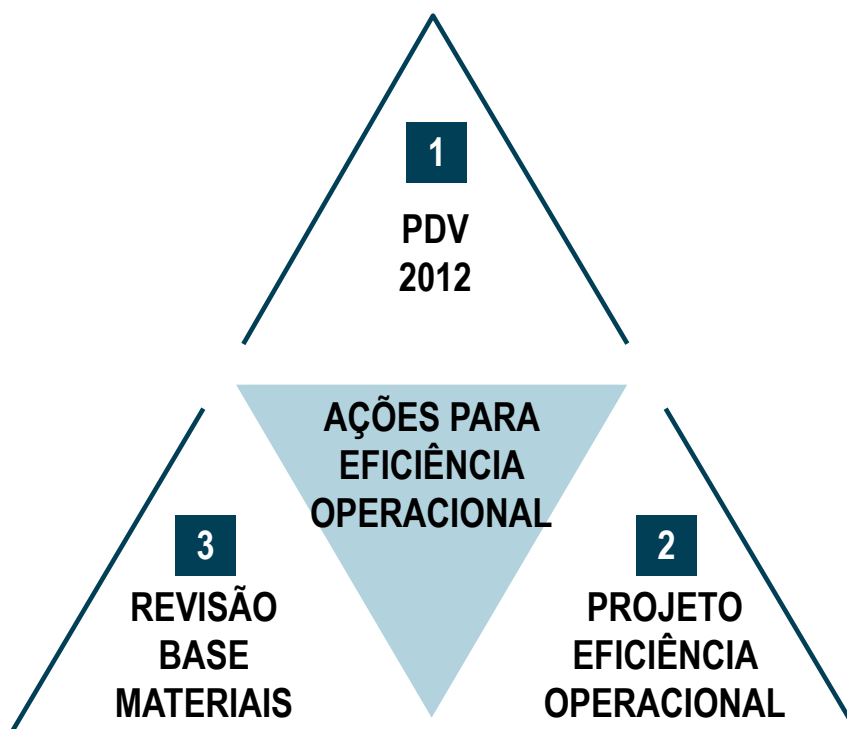 1
PDV
2012
AÇÕES PARA
EFICIÊNCIA
OPERACIONAL
3
REVISÃO
BASE
MATERIAIS
2
PROJETO
EFICIÊNCIA
OPERACIONAL